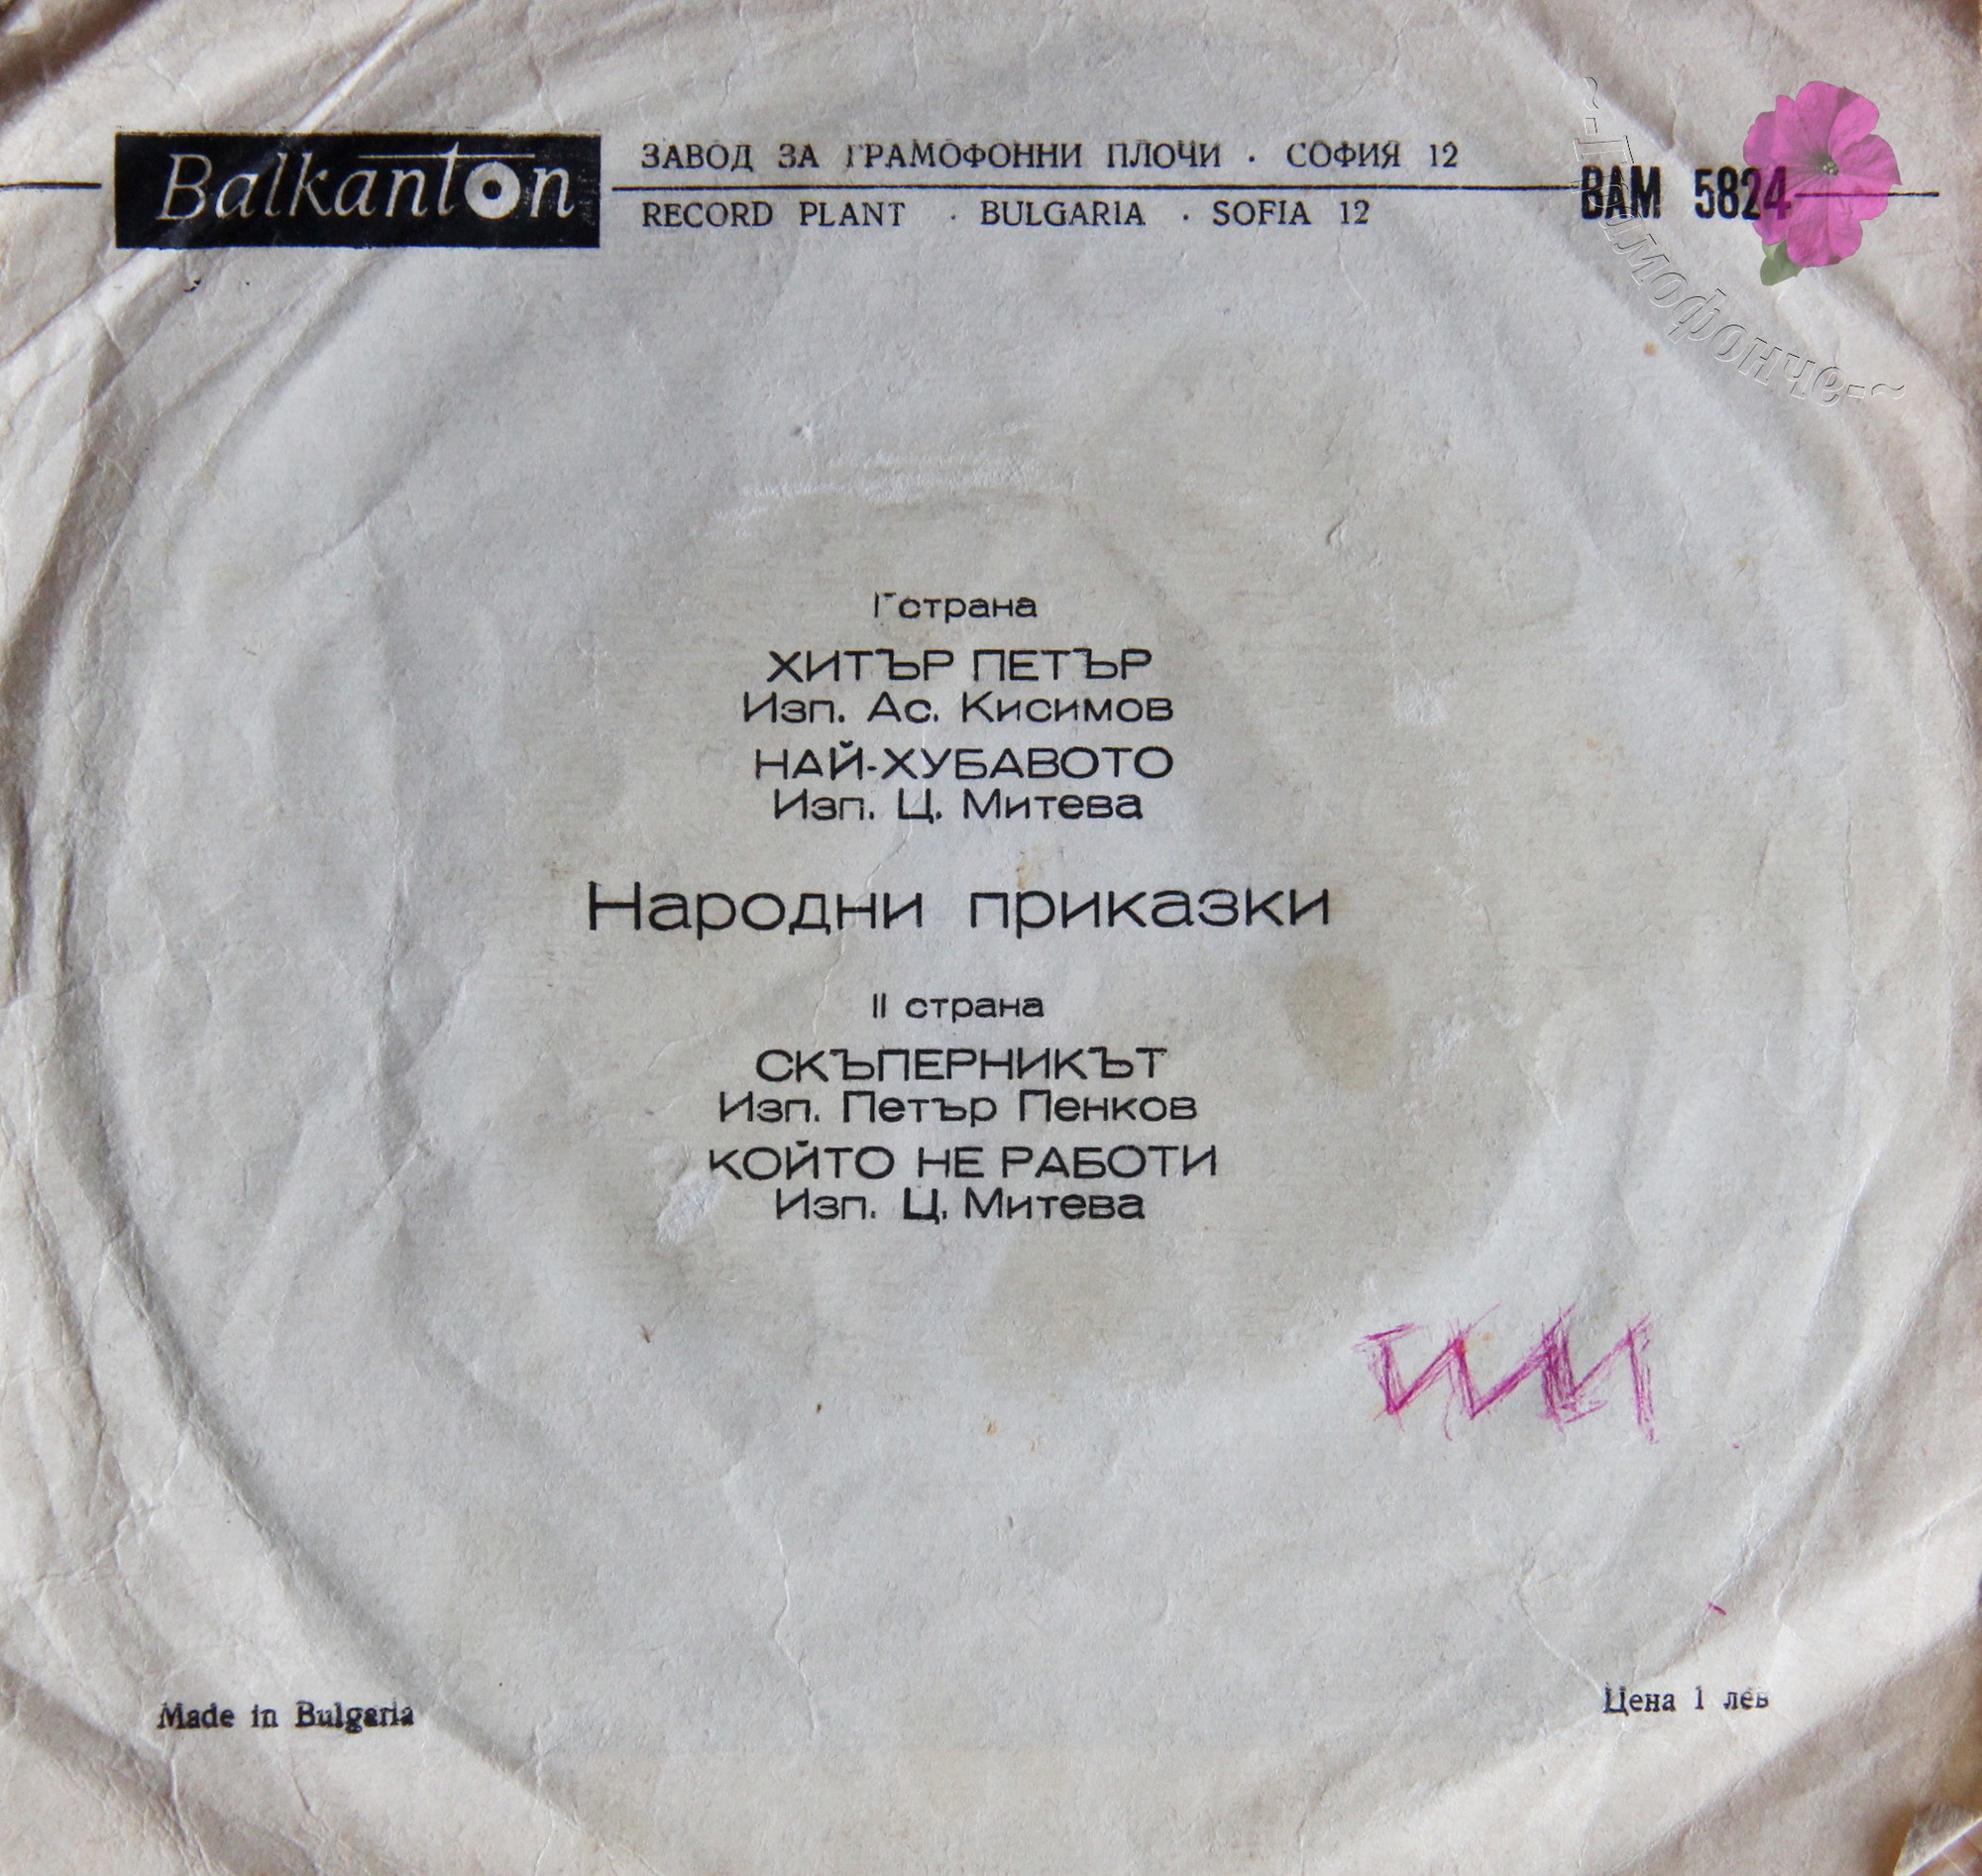 Balkanton
ЗАВОД ЗА ГРАМОФОННИ ПЛОЧИ · СОФИЯ 12
RECORD PLANT · BULGARIA · SOFIA 12
ВАМ 5824
~-Грамофонче-~
I страна
ХИТЪР ПЕТЪР
Изп. Ас. Кисимов
НАЙ-ХУБАВОТО
Изп. Ц. Митева
Народни приказки
II страна
СКЪПЕРНИКЪТ
Изп. Петър Пенков
КОЙТО НЕ РАБОТИ
Изп. Ц. Митева
Made in Bulgaria
Цена 1 лев